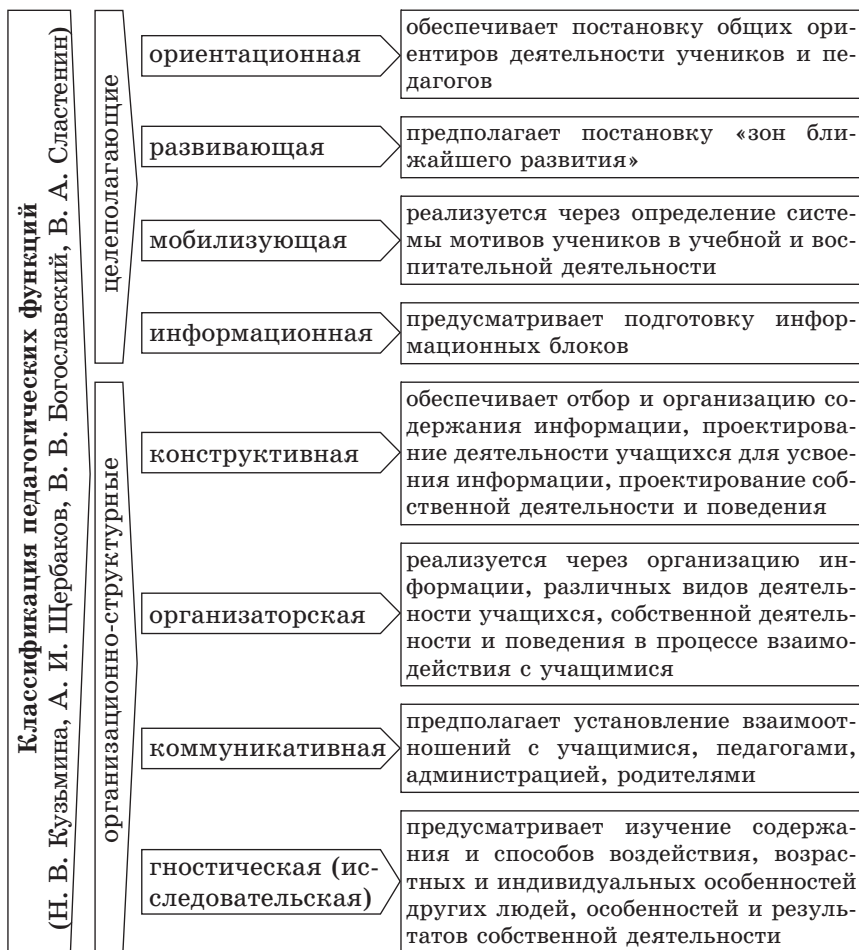 Классификация педагогических функций
(Н. В. Кузьмина, А. И. Щербаков, В. В. Богославский, В. А. Сластенин)
целеполагающие
ориентационная
обеспечивает постановку общих ори-
ентиров деятельности учеников и пе-
дагогов
развивающая
предполагает постановку «зон бли-
жайшего развития»
мобилизующая
реализуется через определение систе-
мы мотивов учеников в учебной и вос-
питательной деятельности
информационная
предусматривает подготовку инфор-
мационных блоков
организационно-структурные
конструктивная
обеспечивает отбор и организацию со-
держания информации, проектирова-
ние деятельности учащихся для усвое-
ния информации, проектирование соб-
ственной деятельности и поведения
организаторская
реализуется через организацию ин-
формации, различных видов деятель-
ности учащихся, собственной деятель-
ности и поведения в процессе взаимо-
действия с учащимися
коммуникативная
предполагает установление взаимоот-
ношений с учащимися, педагогами,
администрацией, родителями
гностическая (ис-
следовательская)
предусматривает изучение содержа-
ния и способов воздействия, возрас-
тных и индивидуальных особенностей
других людей, особенностей и резуль-
татов собственной деятельности